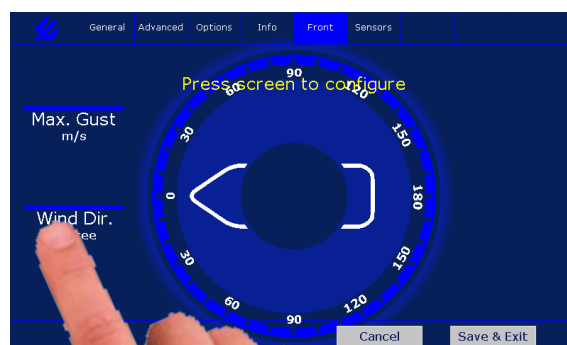 General Advanced Options Info Front Sensors
Press screen to configure
Max. Gust
m/s
Wind Dir.
90
60 120
30 150
0 180
30 150
60 120
90
Cancel Save & Exit